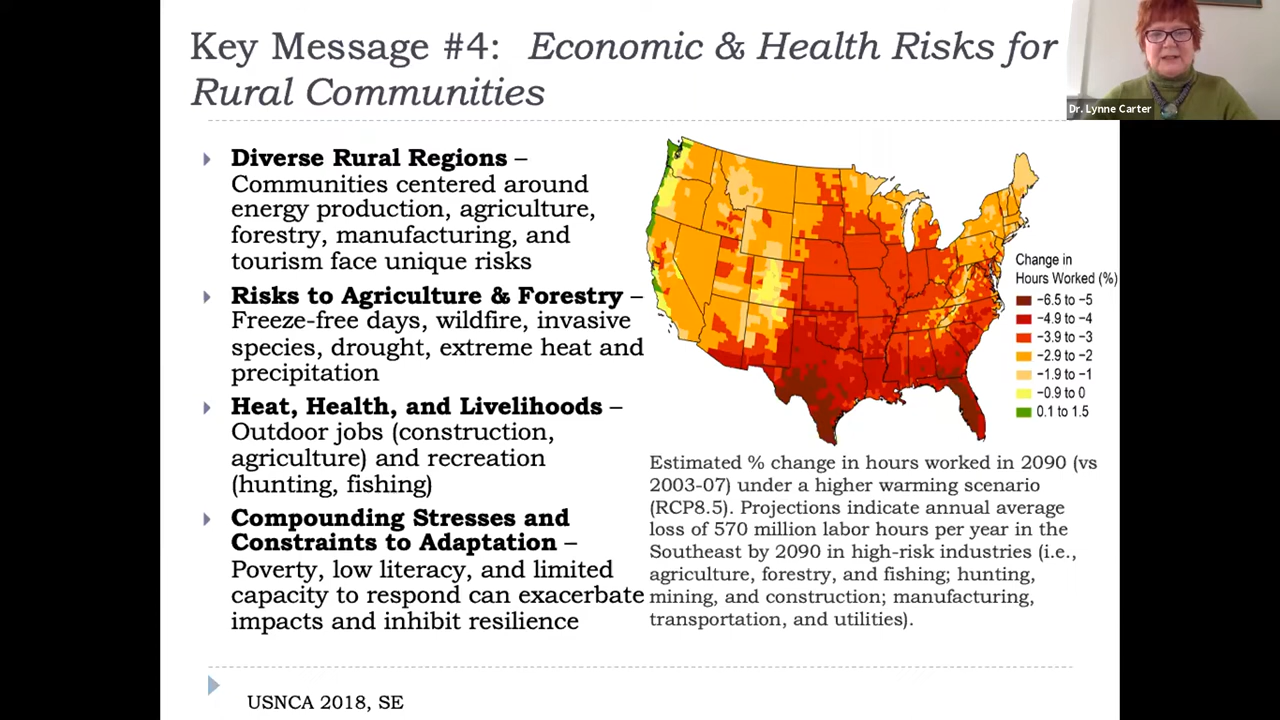 Key Message #4: Economic & Health Risks for
Rural Communities
Dr. Lynne Carter
Diverse Rural Regions –
Communities centered around
energy production, agriculture,
forestry, manufacturing, and
tourism face unique risks
Risks to Agriculture & Forestry –
Freeze-free days, wildfire, invasive
species, drought, extreme heat and
precipitation
Heat, Health, and Livelihoods –
Outdoor jobs (construction,
agriculture) and recreation
(hunting, fishing)
Compounding Stresses and
Constraints to Adaptation –
Poverty, low literacy, and limited
capacity to respond can exacerbate
impacts and inhibit resilience
Change in
Hours Worked (%)
−6.5 to −5
−4.9 to −4
−3.9 to −3
−2.9 to −2
−1.9 to −1
−0.9 to 0
0.1 to 1.5
Estimated % change in hours worked in 2090 (vs
2003-07) under a higher warming scenario
(RCP8.5). Projections indicate annual average
loss of 570 million labor hours per year in the
Southeast by 2090 in high-risk industries (i.e.,
agriculture, forestry, and fishing; hunting,
mining, and construction; manufacturing,
transportation, and utilities).
USNCA 2018, SE